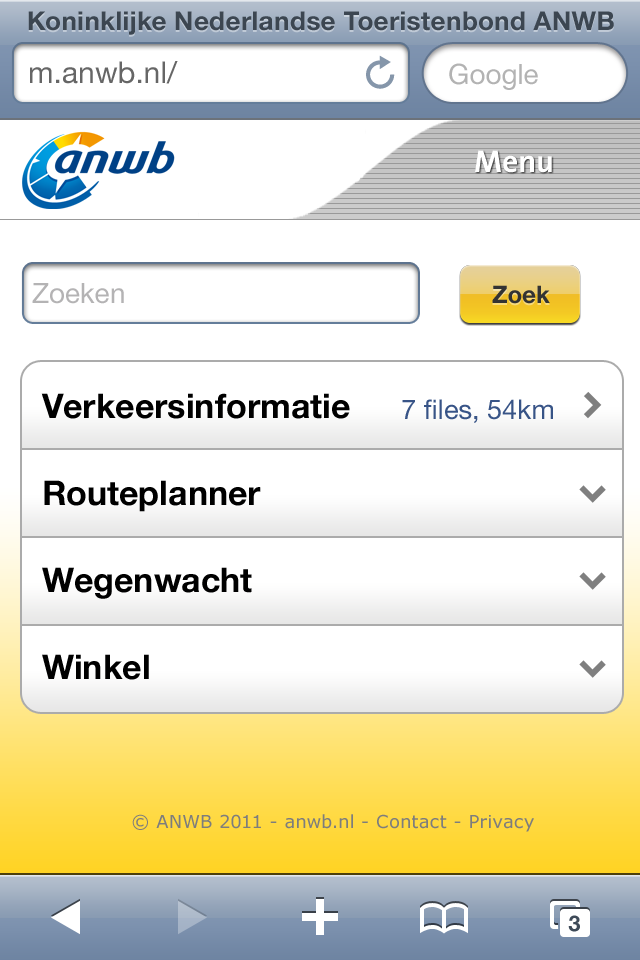 Koninklijke Nederlandse Toeristenbond ANWB
m.anwb.nl/ Google
anwb Menu
Zoeken Zoek
Verkeersinformatie 7 files, 54km
Routeplanner
Wegenwacht
Winkel
© ANWB 2011 - anwb.nl - Contact - Privacy
3